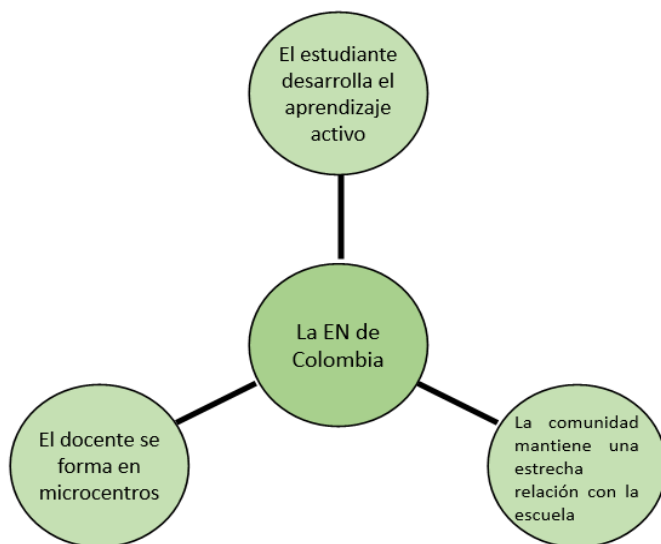 El estudiante
desarrolla el
aprendizaje
activo
La EN de
Colombia
El docente se
forma en
microcentros
La comunidad
mantiene una
estrecha
relación con la
escuela